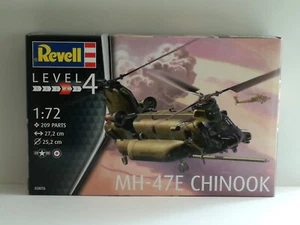 Revell
LEVEL 4
1:72
209 PARTS
27,2 cm
25,2 cm
MH-47E CHINOOK